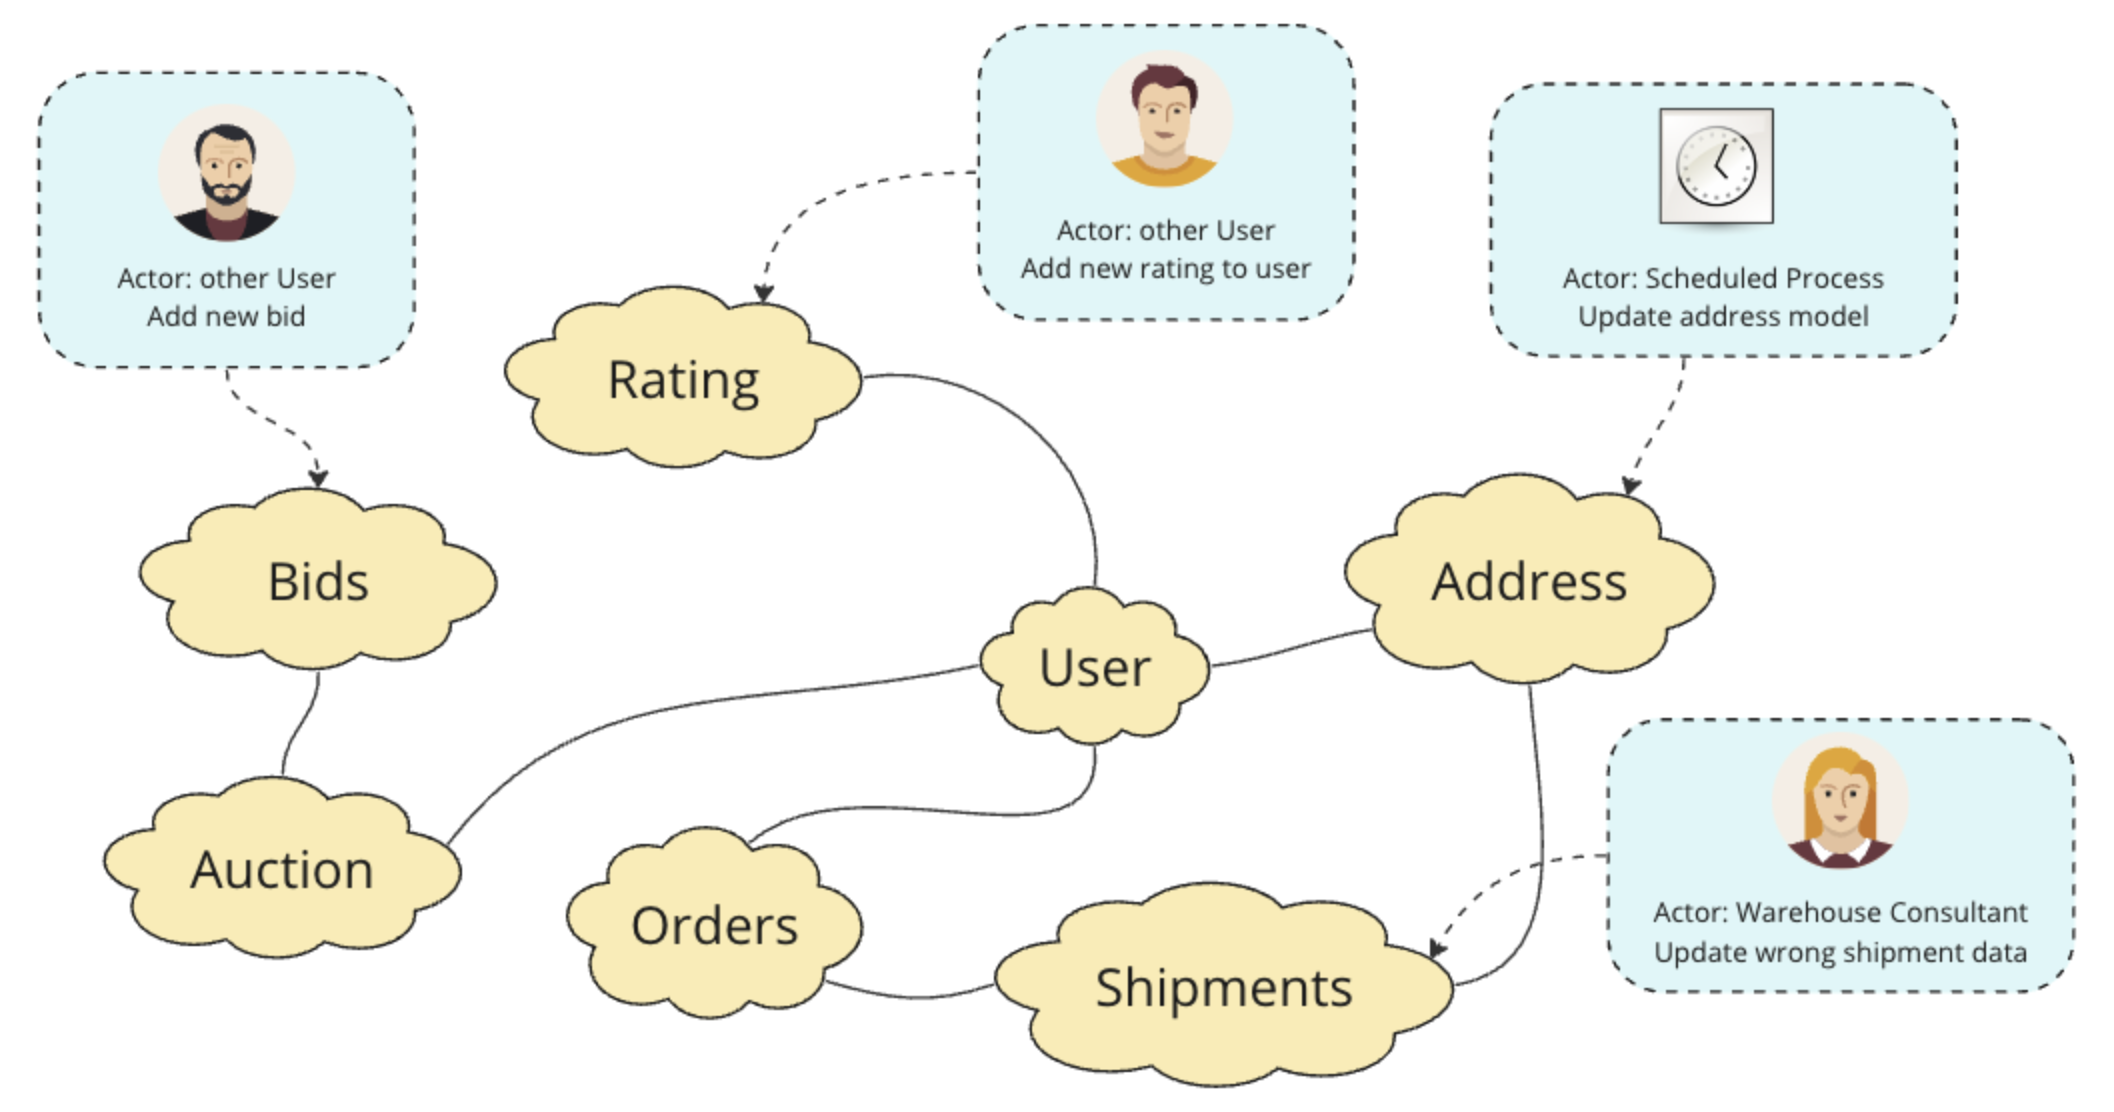 Actor: other User
Add new rating to user
Actor: other User
Add new bid
Actor: Scheduled Process
Update address model
Rating
Bids
Address
User
Auction
Orders
Shipments
Actor: Warehouse Consultant
Update wrong shipment data